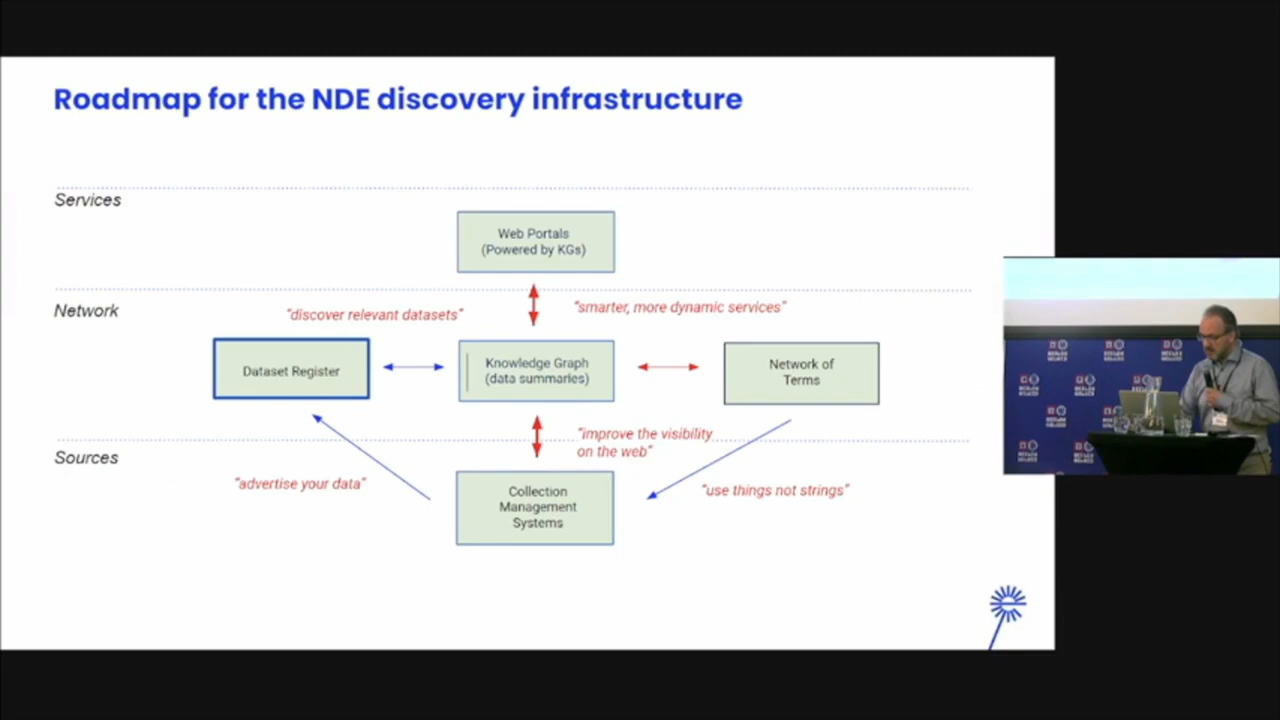 Roadmap for the NDE discovery infrastructure
Services
Web Portals
(Powered by KGs)
Network
"discover relevant datasets"
"smarter, more dynamic services"
Dataset Register
Knowledge Graph
(data summaries)
Network of
Terms
"improve the visibility
on the web"
Sources
"advertise your data"
Collection
Management
Systems
"use things not strings"